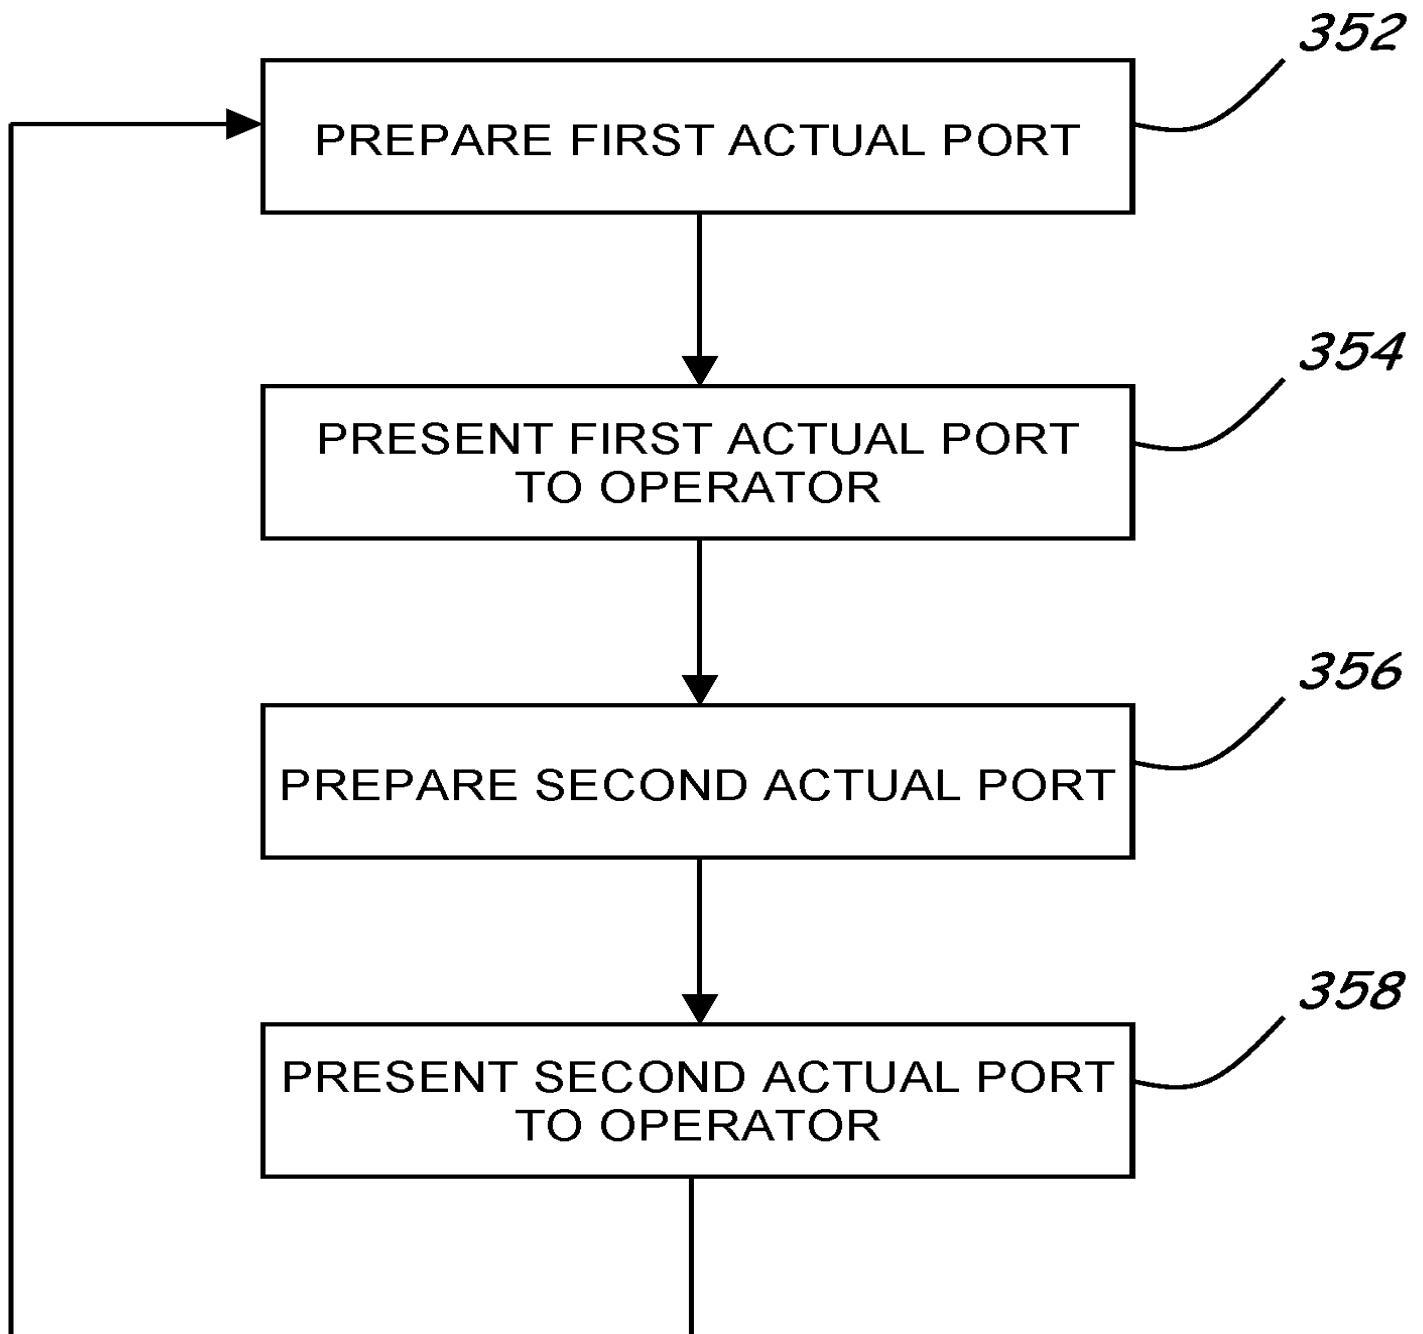 352
PREPARE FIRST ACTUAL PORT
354
PRESENT FIRST ACTUAL PORT
TO OPERATOR
356
PREPARE SECOND ACTUAL PORT
358
PRESENT SECOND ACTUAL PORT
TO OPERATOR